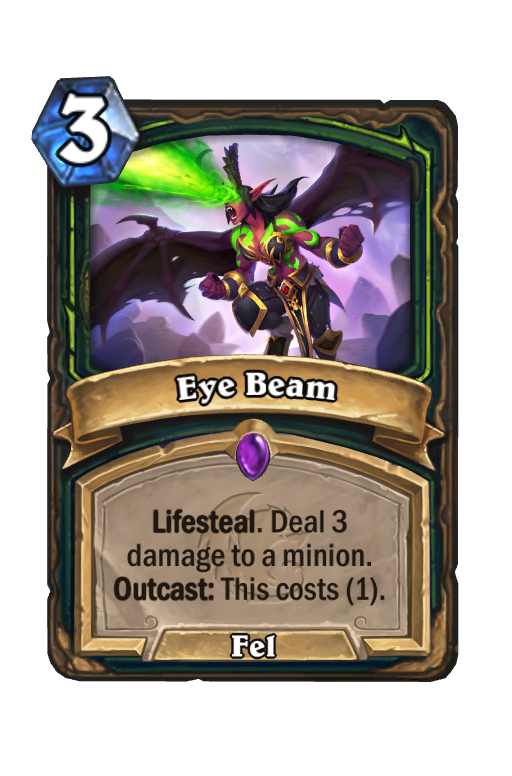 3
Eye Beam
Lifesteal. Deal 3
damage to a minion.
Outcast: This costs (1).
Fel